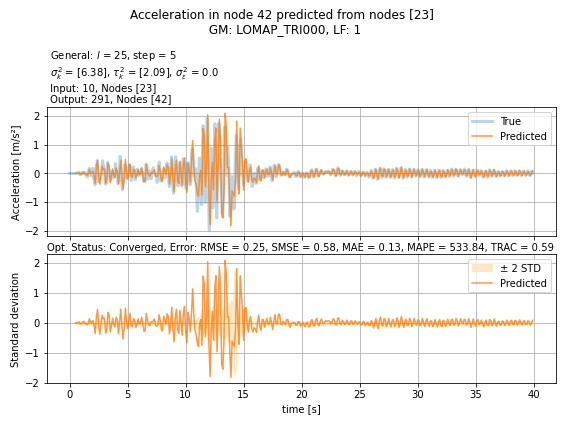 Acceleration in node 42 predicted from nodes [23]
GM: LOMAP_TRI000, LF: 1
General: l = 25, step = 5
σ²ₖ = [6.38], τ²ₖ = [2.09], σ²ε = 0.0
Input: 10, Nodes [23]
Output: 291, Nodes [42]
Acceleration [m/s²]
2
1
0
−1
−2
True
Predicted
Opt. Status: Converged, Error: RMSE = 0.25, SMSE = 0.58, MAE = 0.13, MAPE = 533.84, TRAC = 0.59
Standard deviation
2
1
0
−1
−2
± 2 STD
Predicted
0 5 10 15 20 25 30 35 40
time [s]